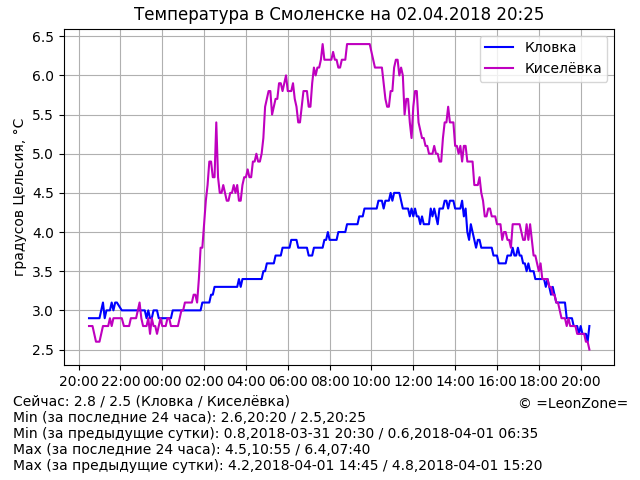 Температура в Смоленске на 02.04.2018 20:25
градусов Цельсия, °C
6.5
6.0
5.5
5.0
4.5
4.0
3.5
3.0
2.5
Кловка
Киселёвка
20:00 22:00 00:00 02:00 04:00 06:00 08:00 10:00 12:00 14:00 16:00 18:00 20:00
© =LeonZone=
Сейчас: 2.8 / 2.5 (Кловка / Киселёвка)
Min (за последние 24 часа): 2.6,20:20 / 2.5,20:25
Min (за предыдущие сутки): 0.8,2018-03-31 20:30 / 0.6,2018-04-01 06:35
Max (за последние 24 часа): 4.5,10:55 / 6.4,07:40
Max (за предыдущие сутки): 4.2,2018-04-01 14:45 / 4.8,2018-04-01 15:20